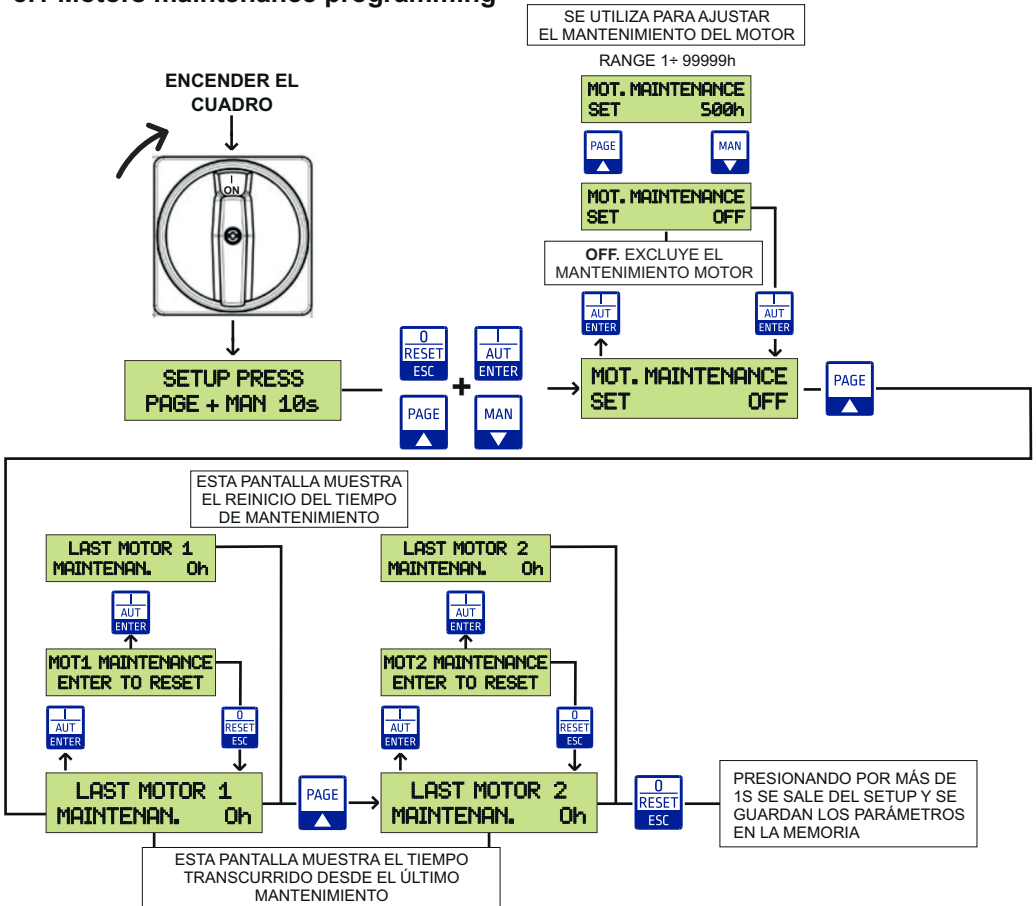 SE UTILIZA PARA AJUSTAR
EL MANTENIMIENTO DEL MOTOR
RANGE 1÷ 99999h
ENCENDER EL
CUADRO
MOT. MAINTENANCE
SET 500h
PAGE
MAN
I
ON
MOT. MAINTENANCE
SET OFF
OFF. EXCLUYE EL
MANTENIMIENTO MOTOR
I
AUT
ENTER
I
AUT
ENTER
SETUP PRESS
PAGE + MAN 10s
0
RESET
ESC
I
AUT
ENTER
+
PAGE
MAN
MOT. MAINTENANCE
SET OFF
PAGE
ESTA PANTALLA MUESTRA
EL REINICIO DEL TIEMPO
DE MANTENIMIENTO
LAST MOTOR 1
MAINTENAN. 0h
LAST MOTOR 2
MAINTENAN. 0h
I
AUT
ENTER
I
AUT
ENTER
MOT1 MAINTENANCE
ENTER TO RESET
MOT2 MAINTENANCE
ENTER TO RESET
I
AUT
ENTER
0
RESET
ESC
I
AUT
ENTER
0
RESET
ESC
LAST MOTOR 1
MAINTENAN. 0h
PAGE
LAST MOTOR 2
MAINTENAN. 0h
0
RESET
ESC
PRESIONANDO POR MÁS DE
1S SE SALE DEL SETUP Y SE
GUARDAN LOS PARÁMETROS
EN LA MEMORIA
ESTA PANTALLA MUESTRA EL TIEMPO
TRANSCURRIDO DESDE EL ÚLTIMO
MANTENIMIENTO